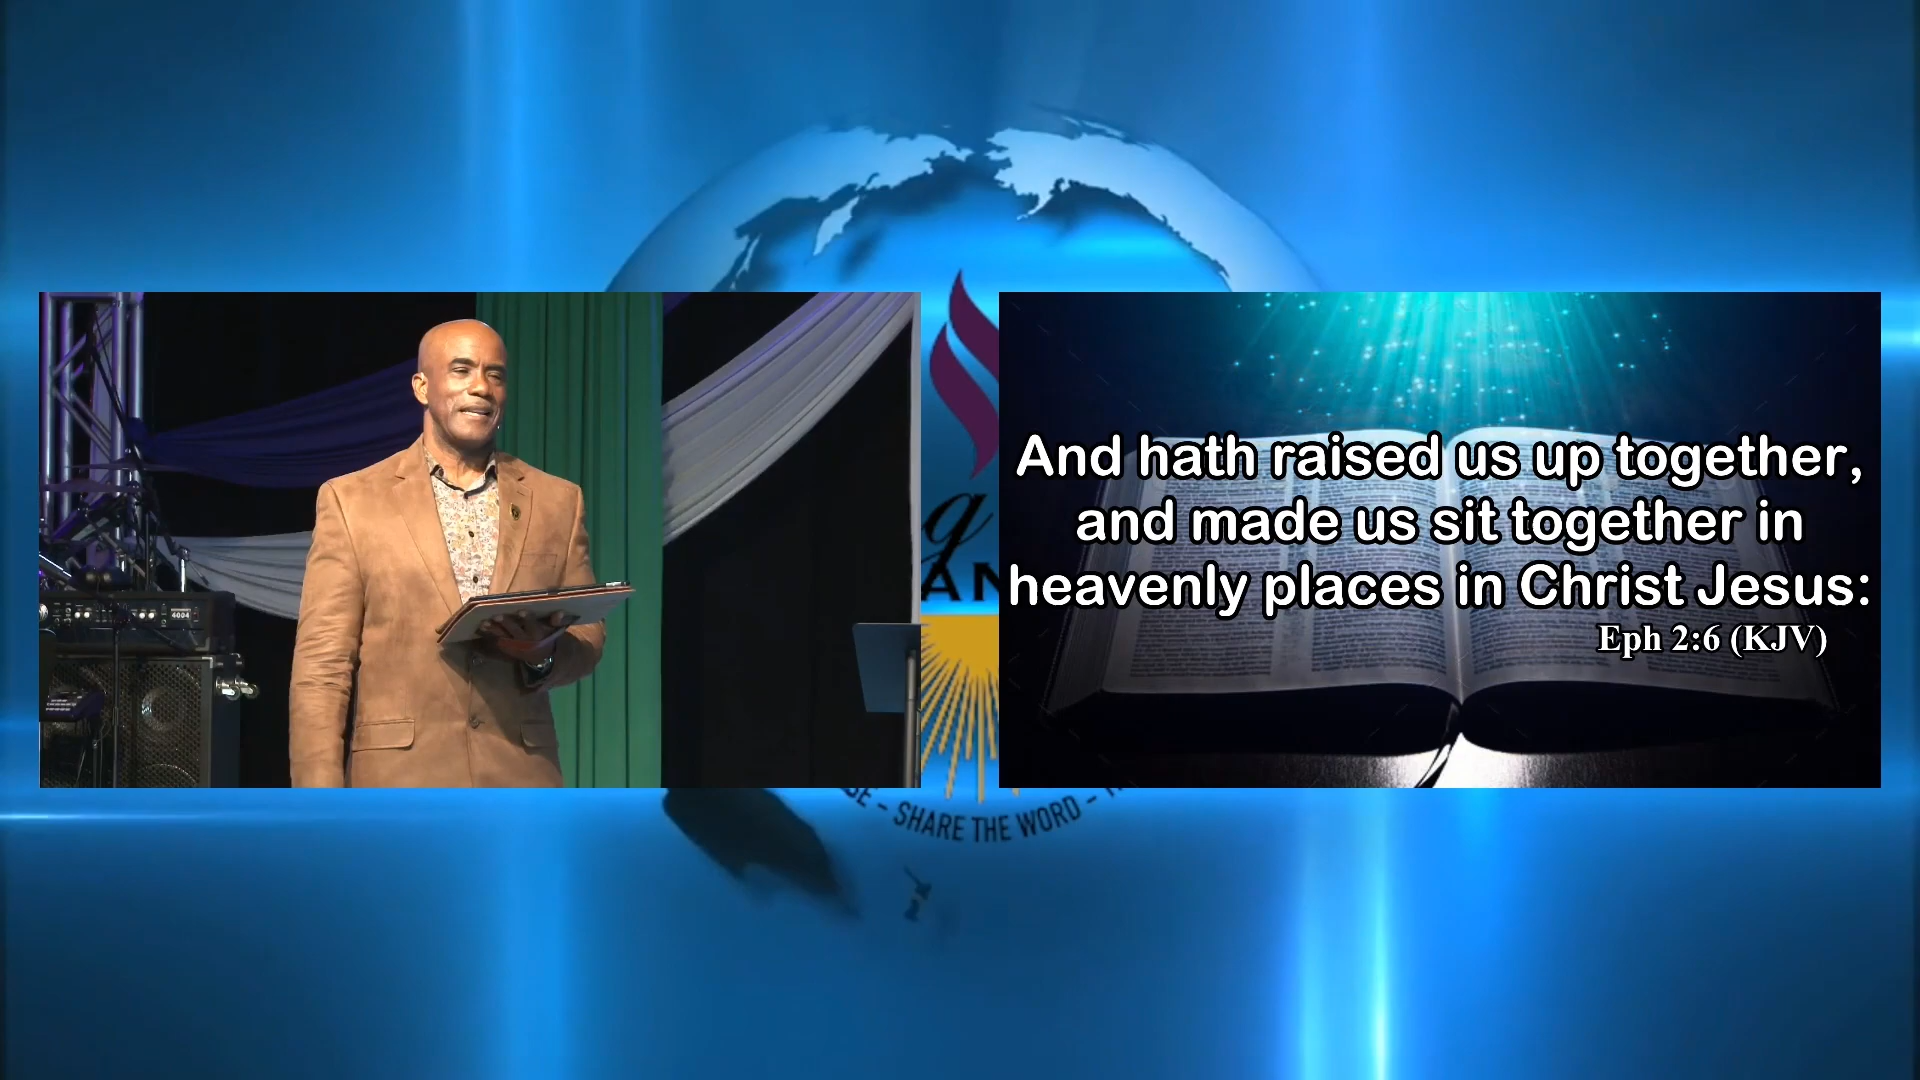 And hath raised us up together,
and made us sit together in
heavenly places in Christ Jesus:
Eph 2:6 (KJV)
4004
- SHARE THE WORD -